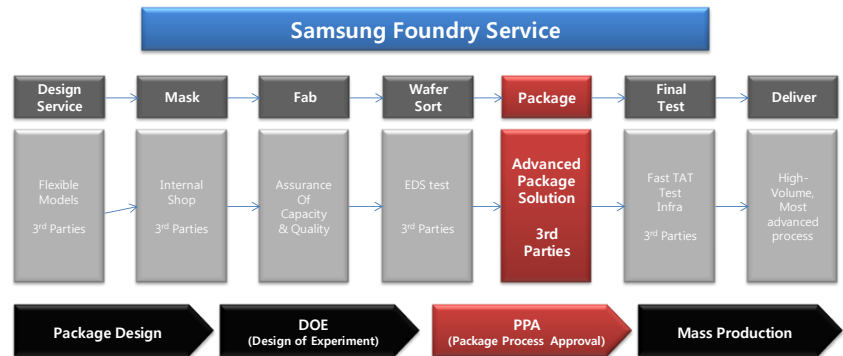 Samsung Foundry Service
Design
Service
Mask
Fab
Wafer
Sort
Package
Final
Test
Deliver
Flexible
Models
3rd Parties
Internal
Shop
3rd Parties
Assurance
Of
Capacity
& Quality
EDS test
3rd Parties
Advanced
Package
Solution
3rd
Parties
Fast TAT
Test
Infra
3rd Parties
High-
Volume,
Most
advanced
process
Package Design
DOE
(Design of Experiment)
PPA
(Package Process Approval)
Mass Production